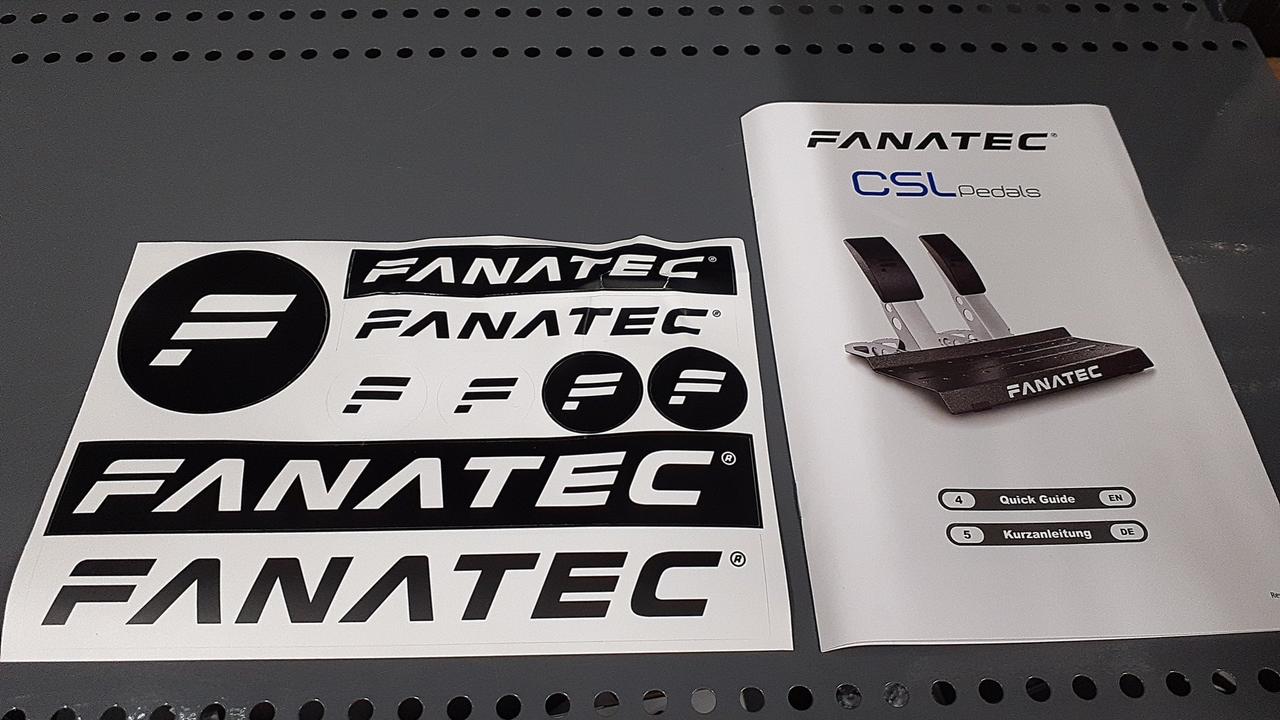 FANATEC®
FANATEC®
FANATEC®
FANATEC®
FANATEC®
CSL Pedals
FANATEC
4 Quick Guide EN
5 Kurzanleitung DE